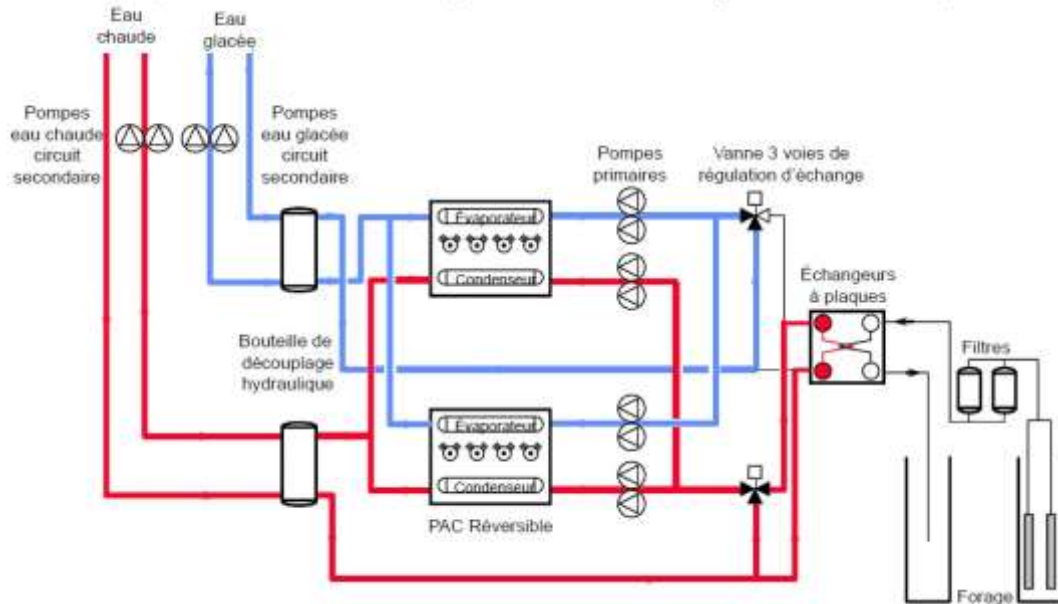 Eau
chaude
Eau
glacée
Pompes
eau chaude
circuit
secondaire
Pompes
eau glacée
circuit
secondaire
Pompes
primaires
Vanne 3 voies de
régulation d'échange
Évaporateur
Condenseur
Échangeurs
à plaques
Filtres
Bouteille de
découplage
hydraulique
Évaporateur
Condenseur
PAC Réversible
Forage